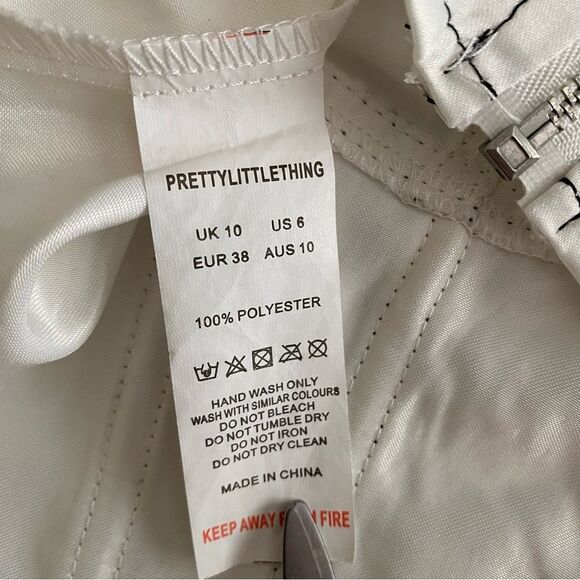 PRETTYLITTLETHING
UK 10 US 6
EUR 38 AUS 10
100% POLYESTER
HAND WASH ONLY
WASH WITH SIMILAR COLOURS
DO NOT BLEACH
DO NOT TUMBLE DRY
DO NOT IRON
DO NOT DRY CLEAN
MADE IN CHINA
KEEP AWAY FIRE